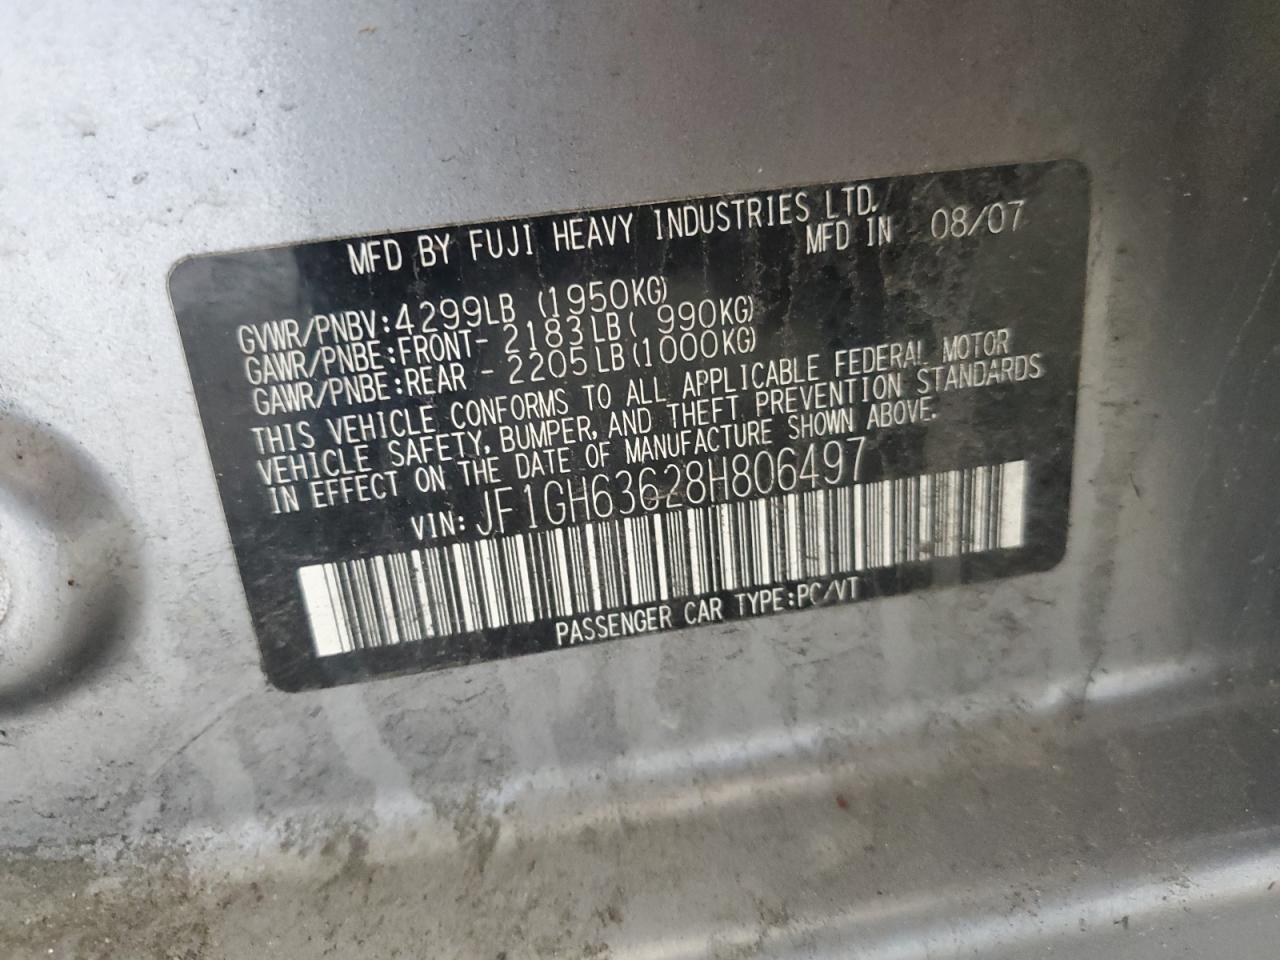 MFD BY FUJI HEAVY INDUSTRIES LTD.
MFD IN 08/07
GVWR/PNBV:4299LB (1950KG)
GAWR/PNBE:FRONT- 2183LB( 990KG)
GAWR/PNBE:REAR - 2205LB(1000KG)
THIS VEHICLE CONFORMS TO ALL APPLICABLE FEDERAL MOTOR
VEHICLE SAFETY, BUMPER, AND THEFT PREVENTION STANDARDS
IN EFFECT ON THE DATE OF MANUFACTURE SHOWN ABOVE.
VIN: JF1GH63628H806497
PASSENGER CAR TYPE:PC/VT